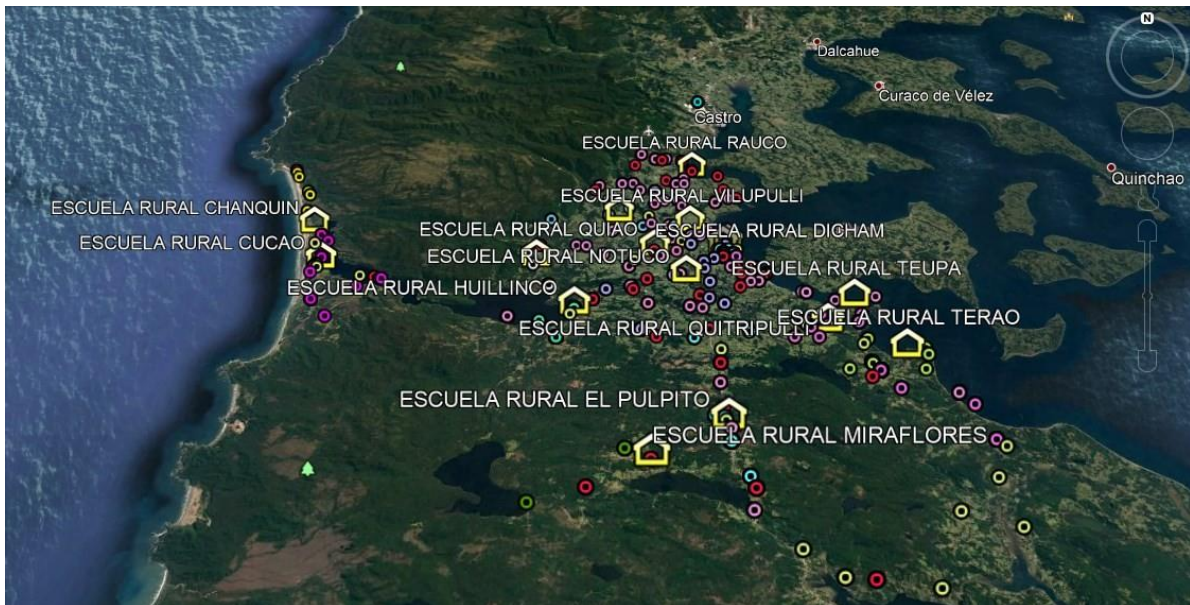 N
Dalcahue
Curaco de Vélez
Castro
ESCUELA RURAL RAUCO
Quinchao
ESCUELA RURAL VILUPULLI
ESCUELA RURAL CHANQUIN
ESCUELA RURAL QUIAO
ESCUELA RURAL DICHAM
ESCUELA RURAL CUCAO
ESCUELA RURAL NOTUCO
ESCUELA RURAL TEUPA
ESCUELA RURAL HUILLINCO
ESCUELA RURAL QUITRIPULLI
ESCUELA RURAL TERAO
ESCUELA RURAL EL PULPITO
ESCUELA RURAL MIRAFLORES